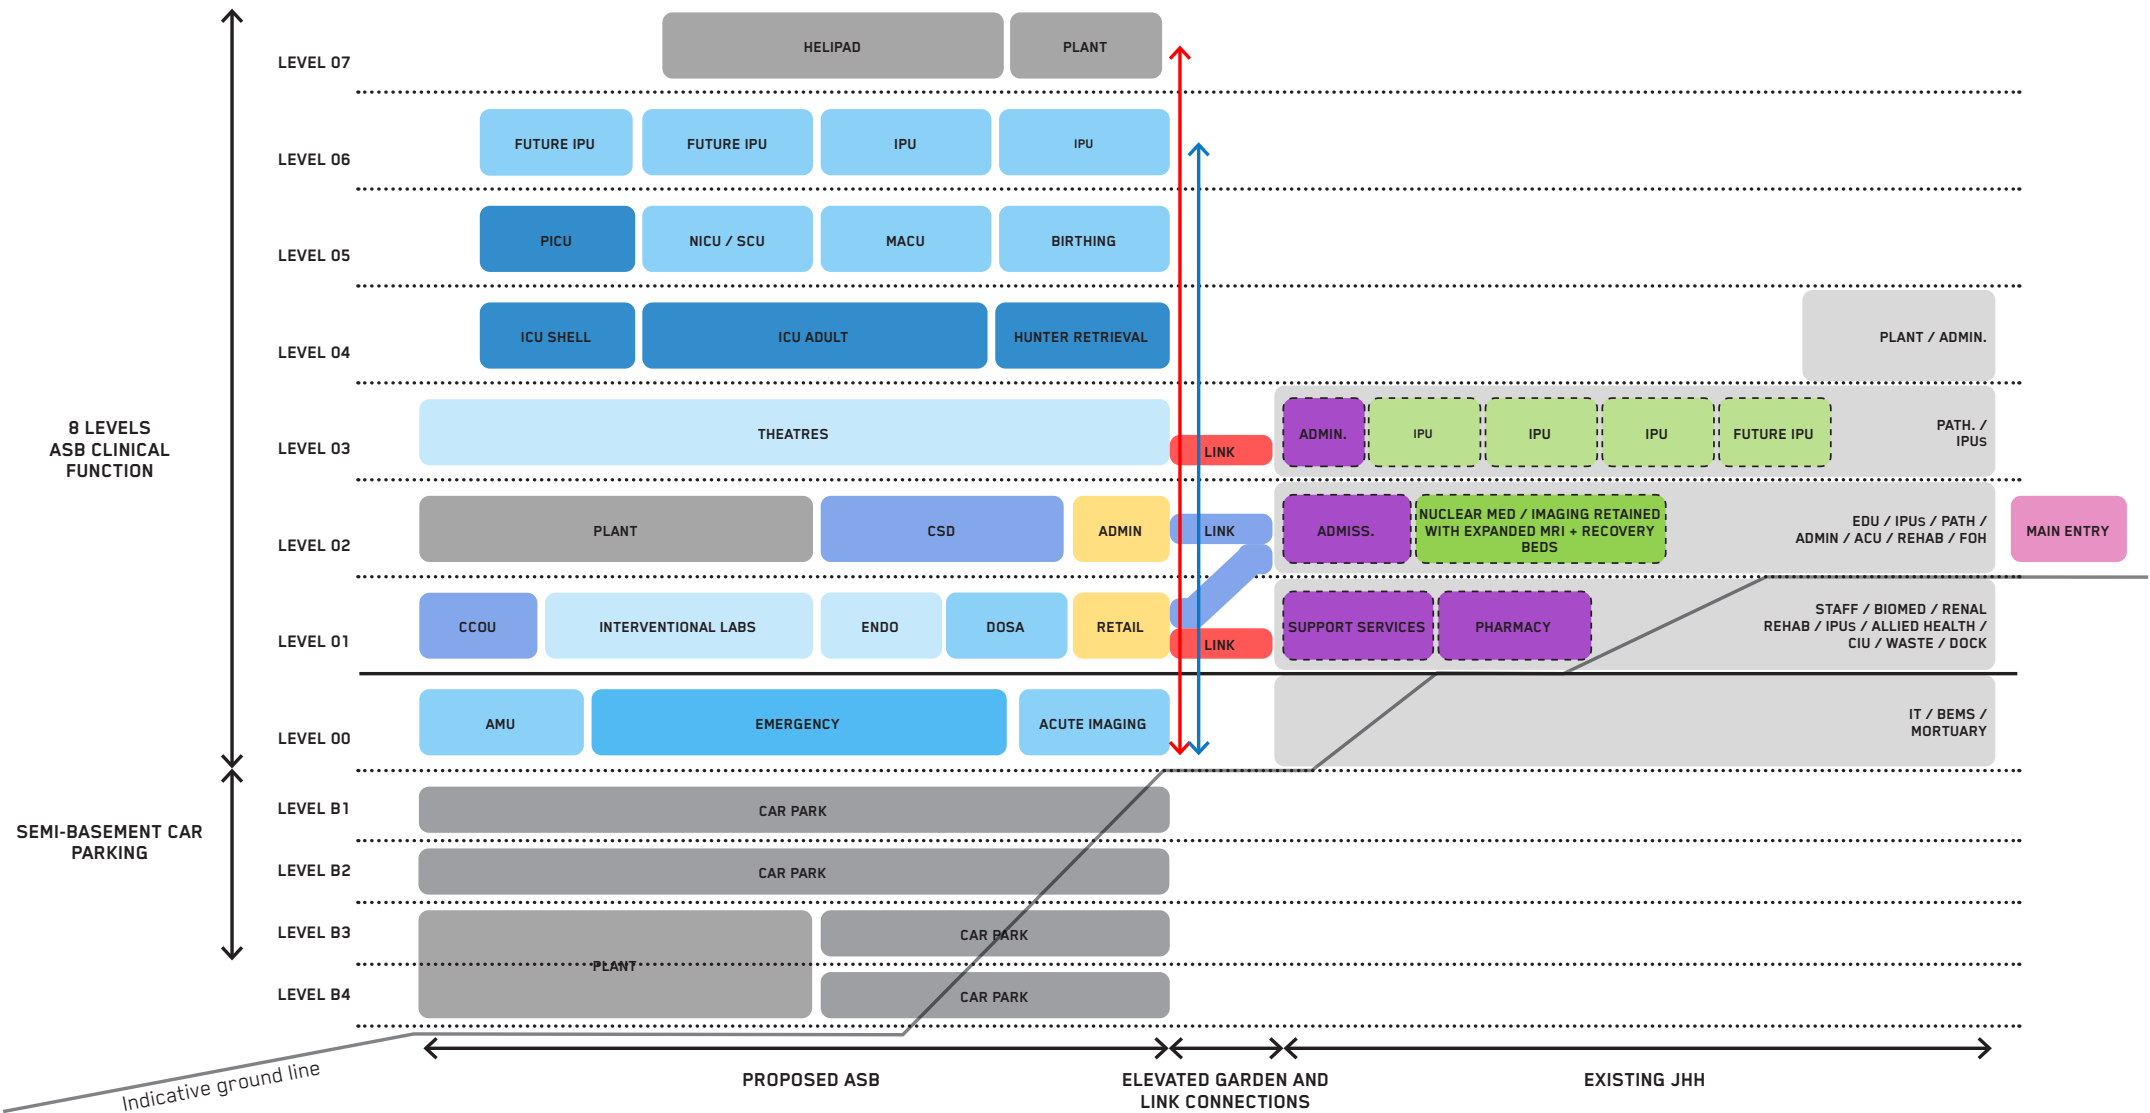 HELIPAD
PLANT
LEVEL 07
FUTURE IPU
FUTURE IPU
IPU
IPU
LEVEL 06
PICU
NICU / SCU
MACU
BIRTHING
LEVEL 05
ICU SHELL
ICU ADULT
HUNTER RETRIEVAL
PLANT / ADMIN.
LEVEL 04
8 LEVELS
ASB CLINICAL
FUNCTION
THEATRES
LINK
ADMIN.
IPU
IPU
IPU
FUTURE IPU
PATH. /
IPUs
LEVEL 03
PLANT
CSD
ADMIN
LINK
ADMISS.
NUCLEAR MED / IMAGING RETAINED
WITH EXPANDED MRI + RECOVERY
BEDS
EDU / IPUs / PATH /
ADMIN / ACU / REHAB / FOH
MAIN ENTRY
LEVEL 02
CCOU
INTERVENTIONAL LABS
ENDO
DOSA
RETAIL
LINK
SUPPORT SERVICES
PHARMACY
STAFF / BIOMED / RENAL
REHAB / IPUs / ALLIED HEALTH /
CIU / WASTE / DOCK
LEVEL 01
AMU
EMERGENCY
ACUTE IMAGING
IT / BEMS /
MORTUARY
LEVEL 00
SEMI-BASEMENT CAR
PARKING
LEVEL B1
CAR PARK
LEVEL B2
CAR PARK
LEVEL B3
CAR PARK
PLANT
LEVEL B4
CAR PARK
Indicative ground line
PROPOSED ASB
ELEVATED GARDEN AND
LINK CONNECTIONS
EXISTING JHH